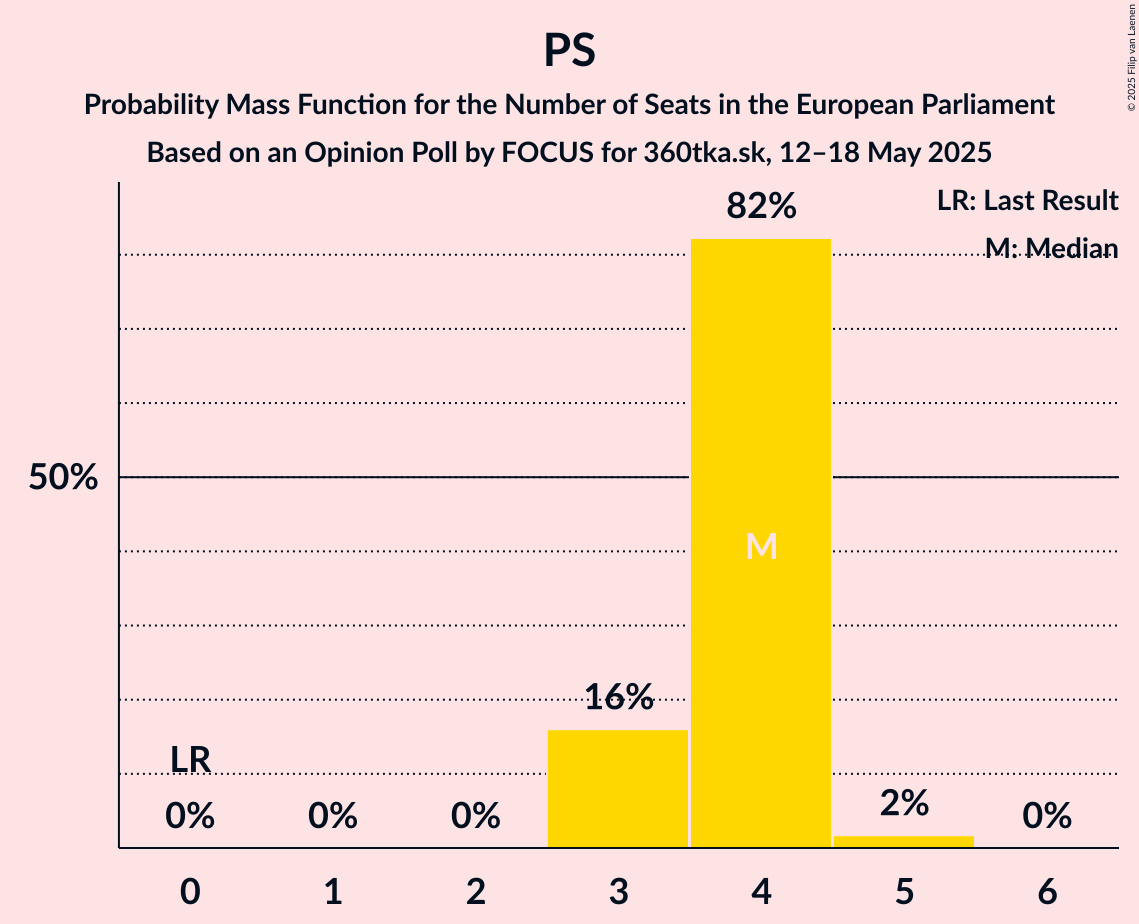 PS
Probability Mass Function for the Number of Seats in the European Parliament
Based on an Opinion Poll by FOCUS for 360tka.sk, 12–18 May 2025
© 2025 Filip van Laenen
LR: Last Result
M: Median
82%
50%
M
16%
LR
0%
0%
0%
2%
0%
0
1
2
3
4
5
6